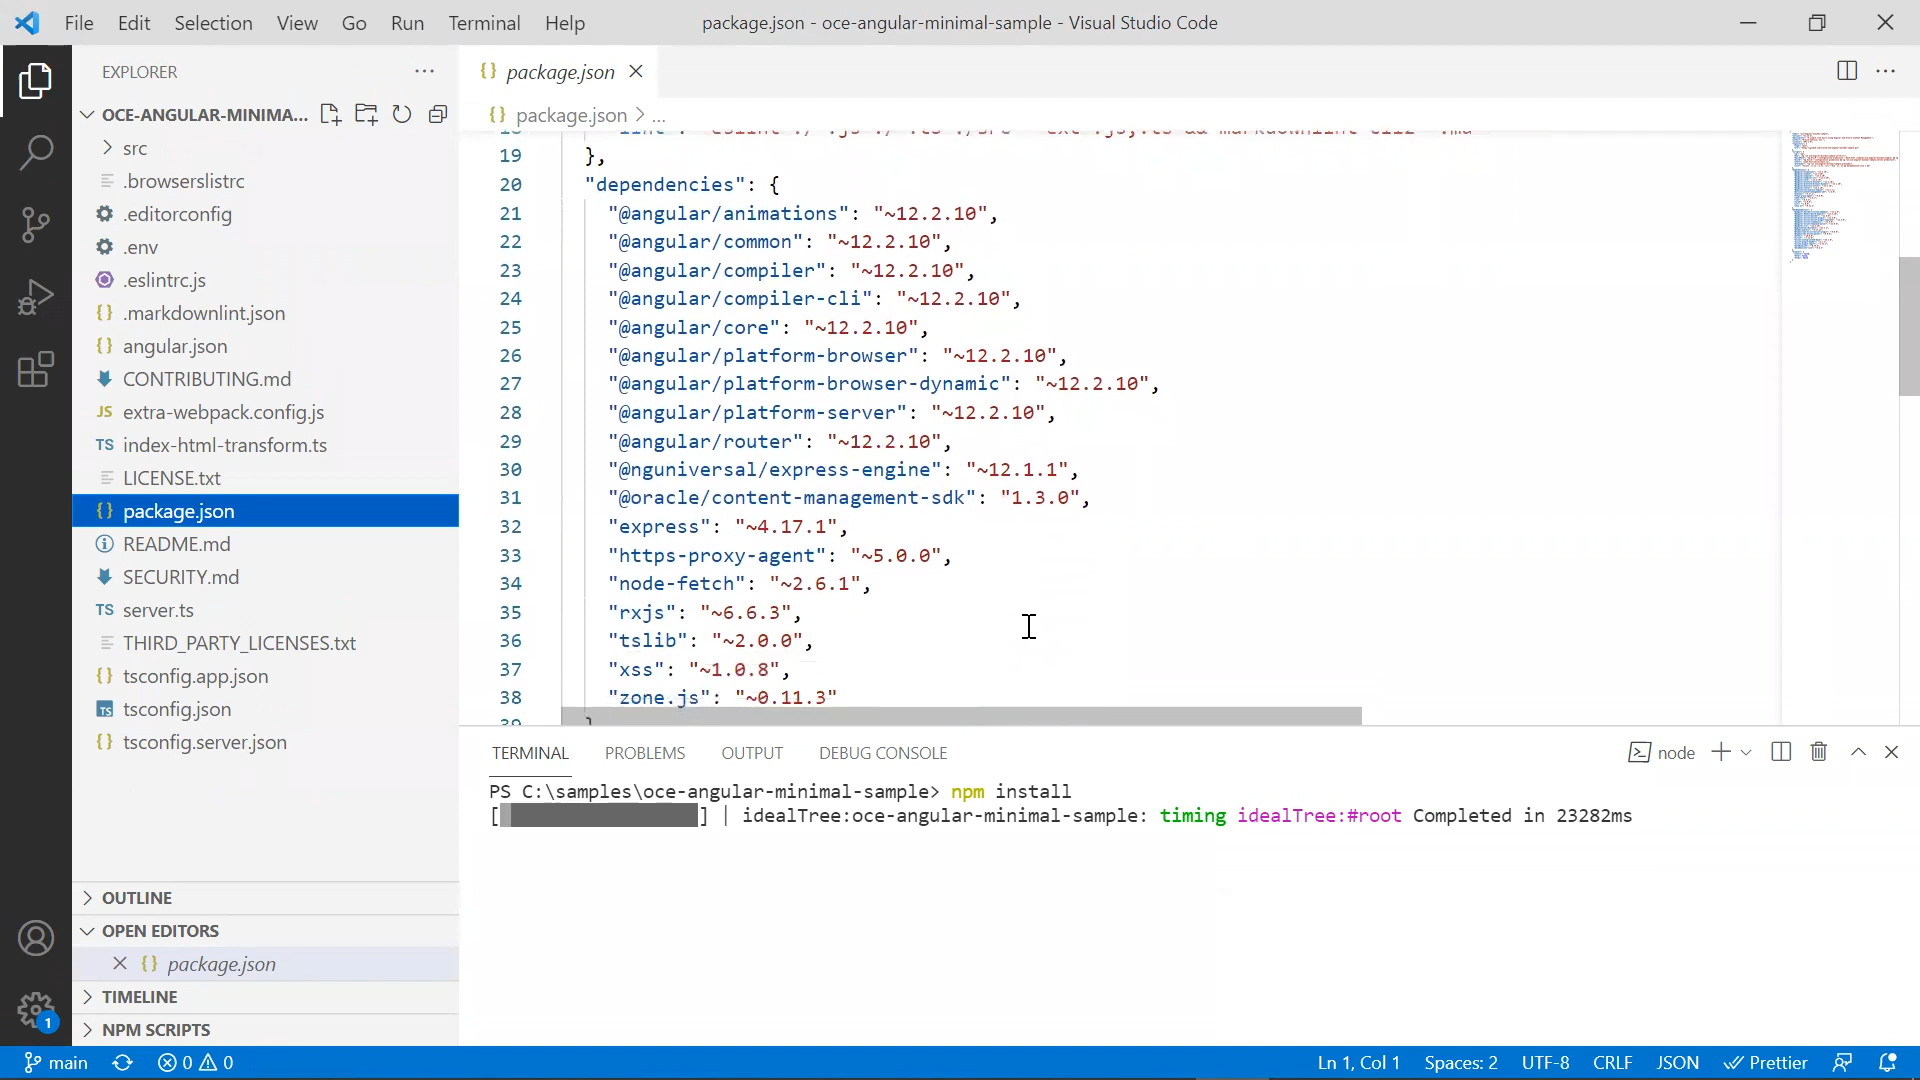 File Edit Selection View Go Run Terminal Help
package.json - oce-angular-minimal-sample - Visual Studio Code
EXPLORER
OCE-ANGULAR-MINIMA...
src
.browserslistrc
.editorconfig
.env
.eslintrc.js
.markdownlint.json
angular.json
CONTRIBUTING.md
JS extra-webpack.config.js
TS index-html-transform.ts
LICENSE.txt
package.json
README.md
SECURITY.md
TS server.ts
THIRD_PARTY_LICENSES.txt
tsconfig.app.json
TS tsconfig.json
tsconfig.server.json
OUTLINE
OPEN EDITORS
package.json
TIMELINE
NPM SCRIPTS
1
{} package.json
{} package.json > ...
19 },
20 "dependencies": {
21 "@angular/animations": "~12.2.10",
22 "@angular/common": "~12.2.10",
23 "@angular/compiler": "~12.2.10",
24 "@angular/compiler-cli": "~12.2.10",
25 "@angular/core": "~12.2.10",
26 "@angular/platform-browser": "~12.2.10",
27 "@angular/platform-browser-dynamic": "~12.2.10",
28 "@angular/platform-server": "~12.2.10",
29 "@angular/router": "~12.2.10",
30 "@nguniversal/express-engine": "~12.1.1",
31 "@oracle/content-management-sdk": "1.3.0",
32 "express": "~4.17.1",
33 "https-proxy-agent": "~5.0.0",
34 "node-fetch": "~2.6.1",
35 "rxjs": "~6.6.3",
36 "tslib": "~2.0.0",
37 "xss": "~1.0.8",
38 "zone.js": "~0.11.3"
TERMINAL PROBLEMS OUTPUT DEBUG CONSOLE
node
PS C:\samples\oce-angular-minimal-sample> npm install
[ ] | idealTree:oce-angular-minimal-sample: timing idealTree:#root Completed in 23282ms
main 0 0 Ln 1, Col 1 Spaces: 2 UTF-8 CRLF JSON Prettier